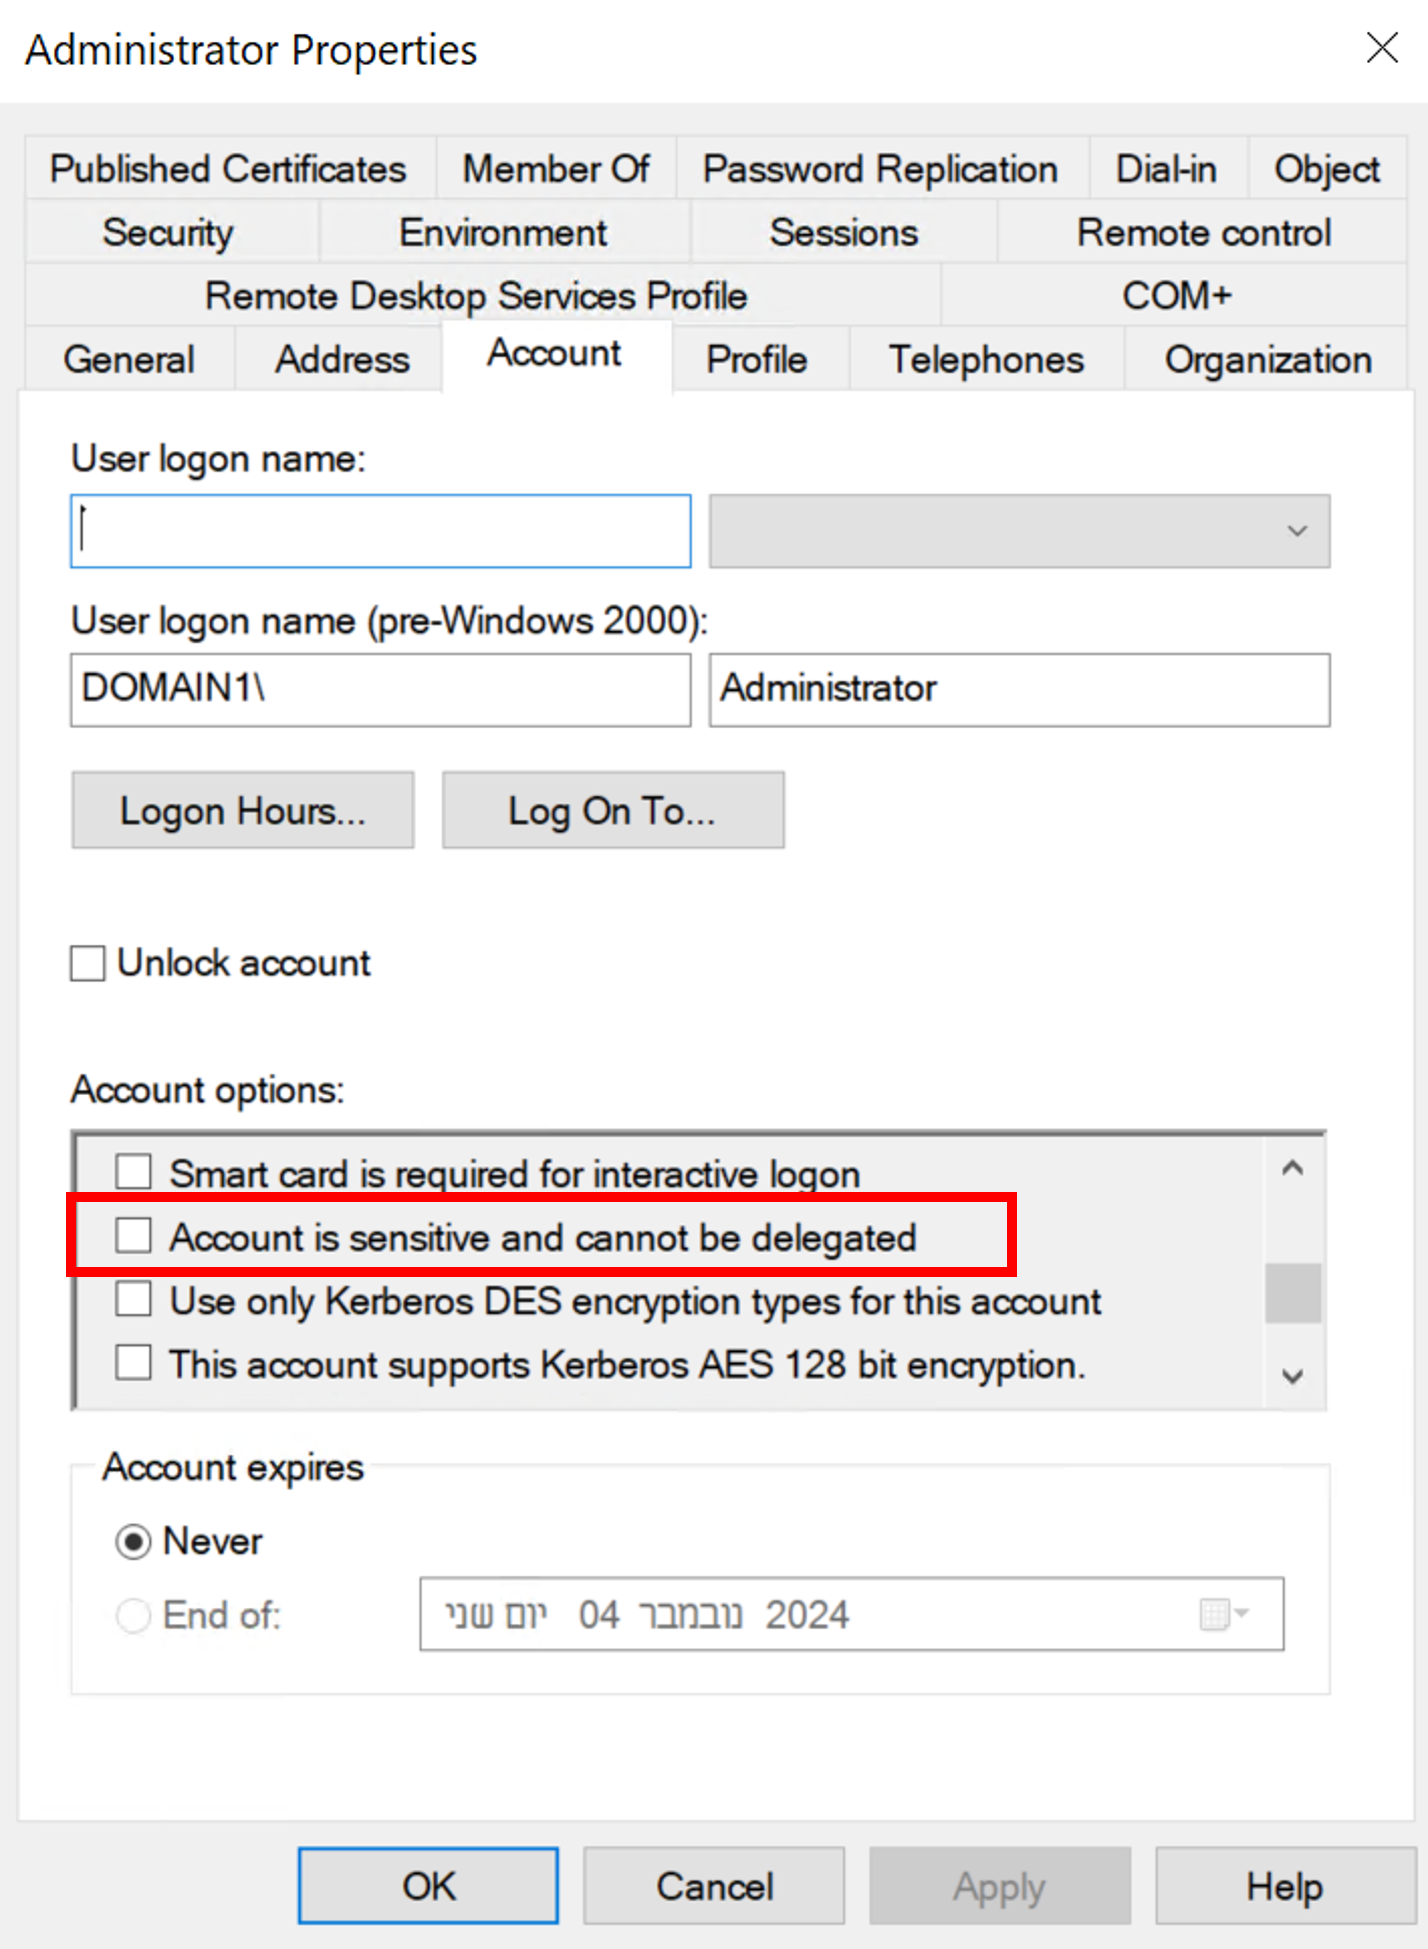 Administrator Properties
Published Certificates Member Of Password Replication Dial-in Object
Security Environment Sessions Remote control
Remote Desktop Services Profile COM+
General Address Account Profile Telephones Organization
User logon name:
User logon name (pre-Windows 2000):
DOMAIN1\ Administrator
Logon Hours... Log On To...
Unlock account
Account options:
Smart card is required for interactive logon
Account is sensitive and cannot be delegated
Use only Kerberos DES encryption types for this account
This account supports Kerberos AES 128 bit encryption.
Account expires
Never
End of: יום שני 04 נובמבר 2024
OK Cancel Apply Help